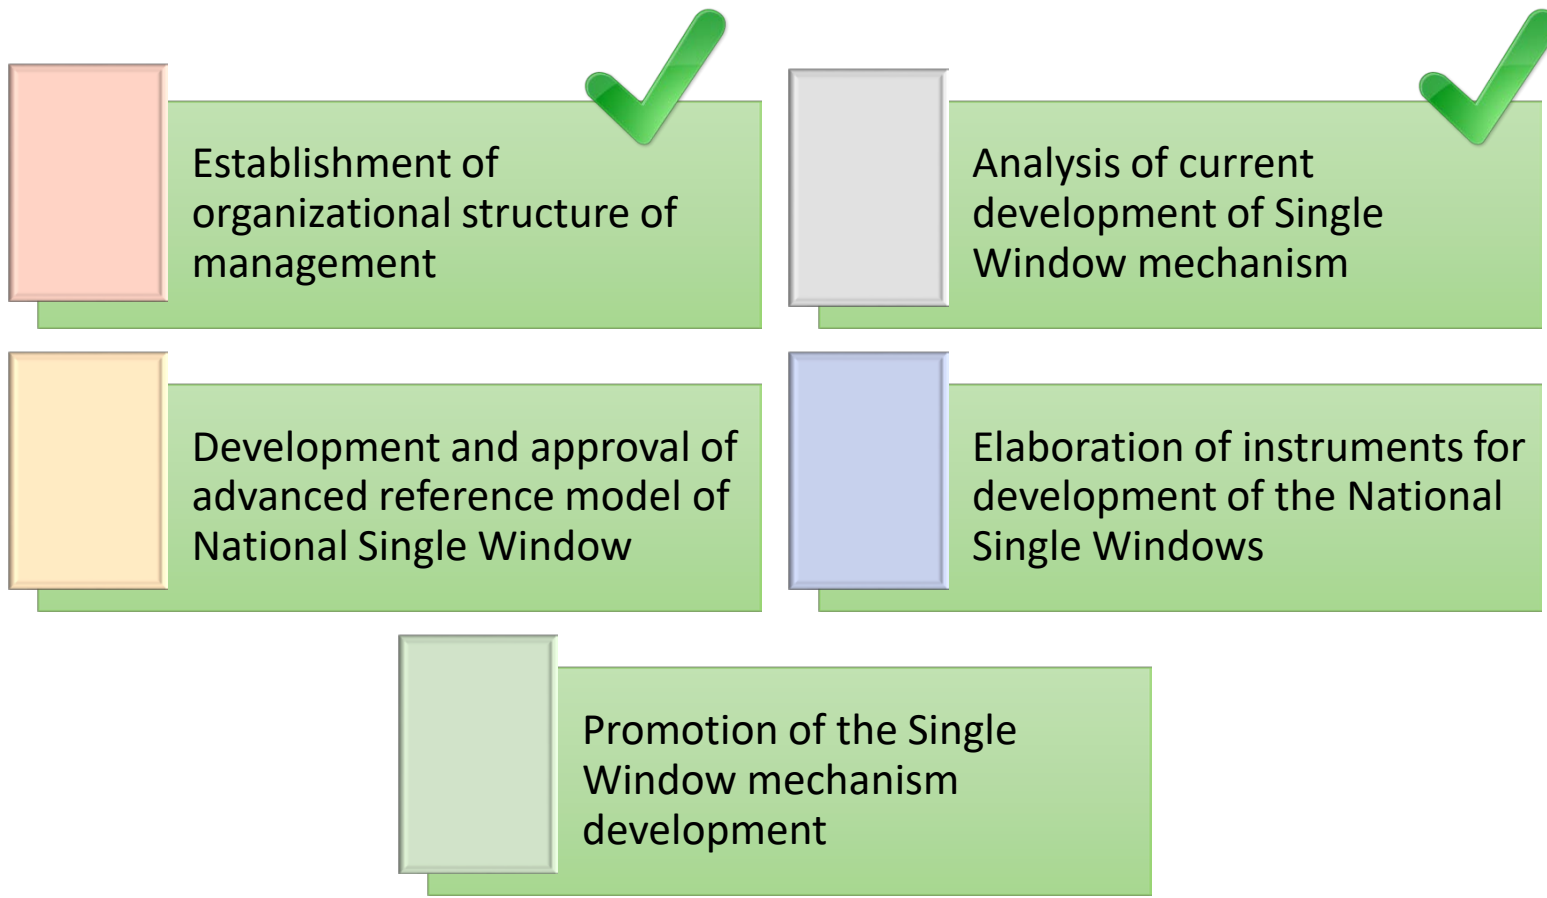 Establishment of
organizational structure of
management
Analysis of current
development of Single
Window mechanism
Development and approval of
advanced reference model of
National Single Window
Elaboration of instruments for
development of the National
Single Windows
Promotion of the Single
Window mechanism
development